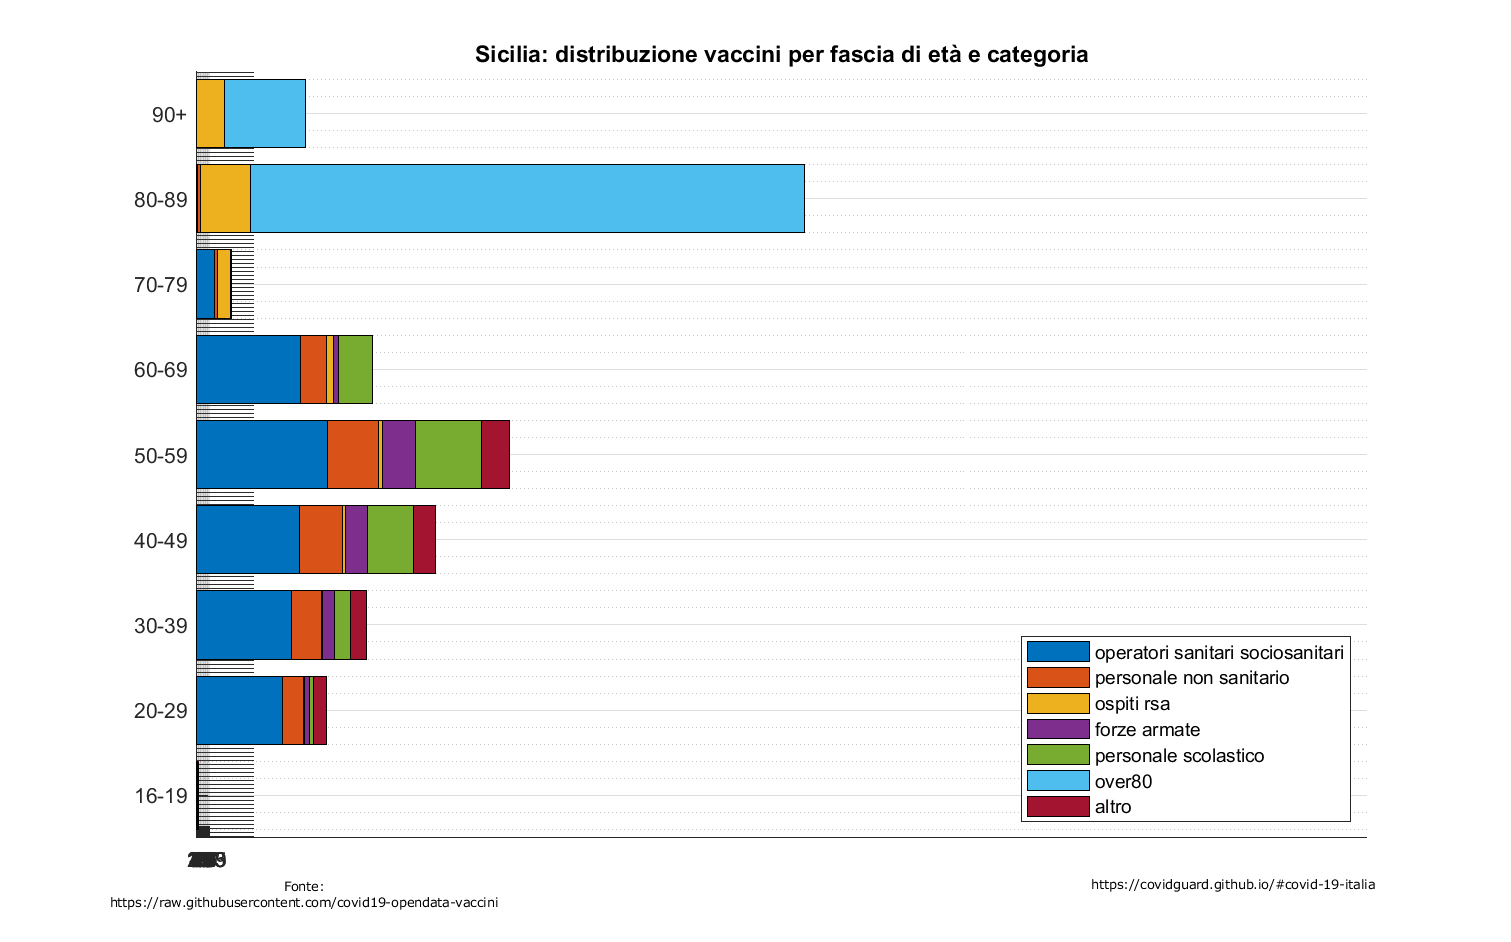 Sicilia: distribuzione vaccini per fascia di età e categoria
90+
80-89
70-79
60-69
50-59
40-49
30-39
20-29
16-19
operatori sanitari sociosanitari
personale non sanitario
ospiti rsa
forze armate
personale scolastico
over80
altro
Fonte:
https://raw.githubusercontent.com/covid19-opendata-vaccini
https://covidguard.github.io/#covid-19-italia